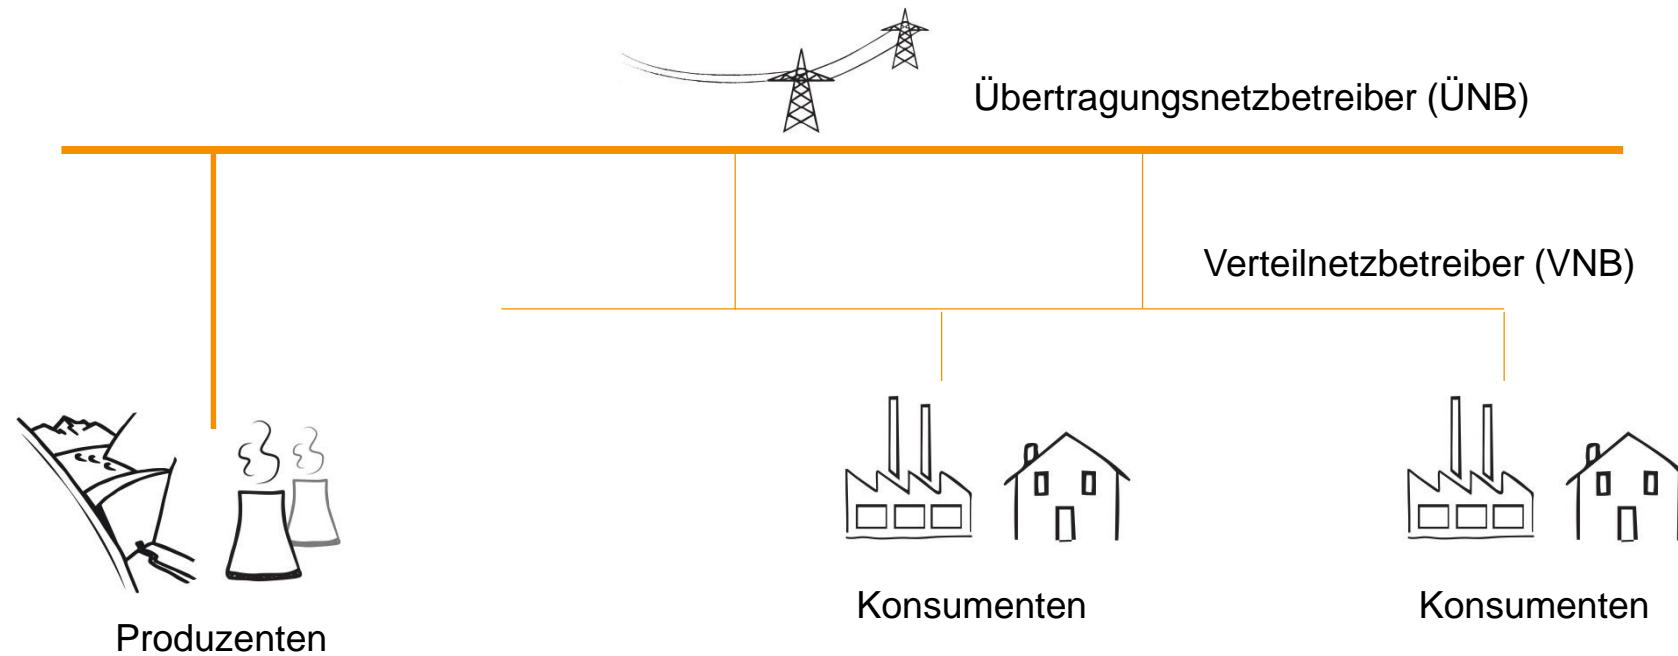 Übertragungsnetzbetreiber (ÜNB)
Verteilnetzbetreiber (VNB)
Konsumenten
Konsumenten
Produzenten